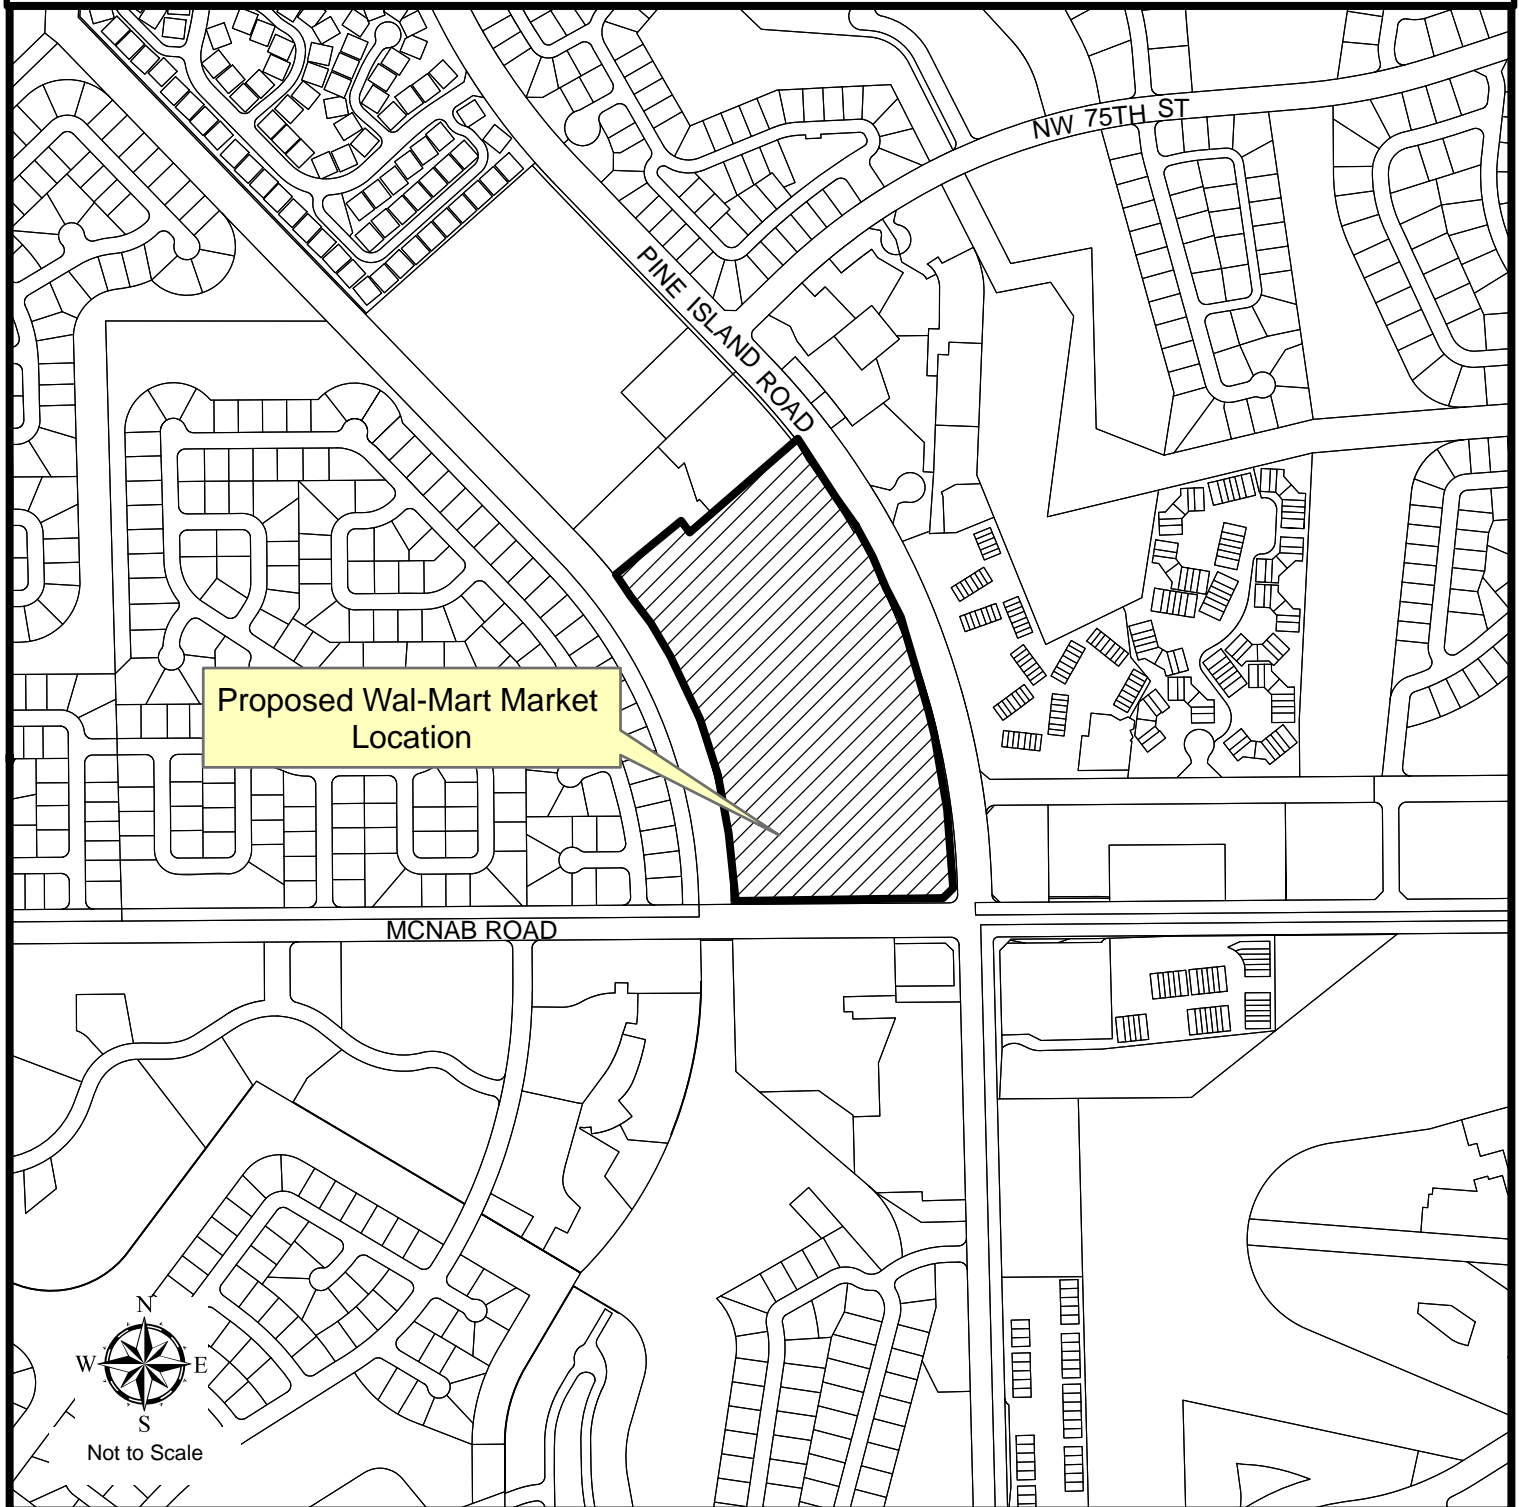 NW 75TH ST
PINE ISLAND ROAD
Proposed Wal-Mart Market
Location
MCNAB ROAD
N
W E
S
Not to Scale